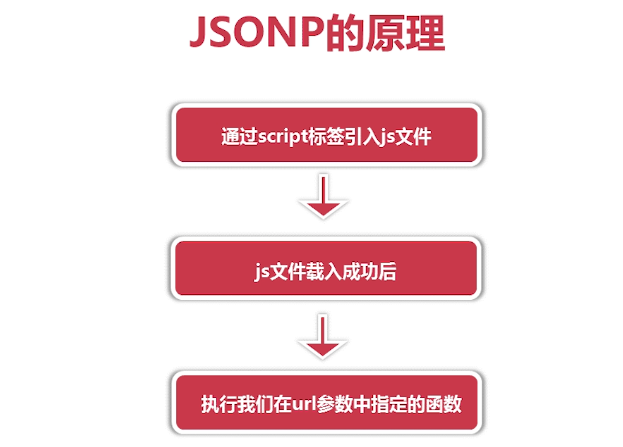 JSONP的原理
通过script标签引入js文件
js文件载入成功后
执行我们在url参数中指定的函数